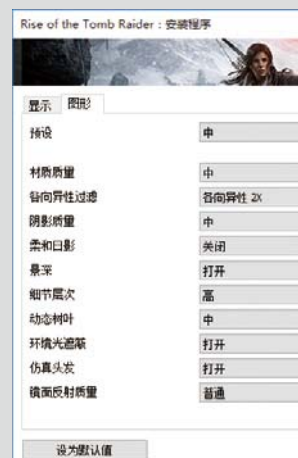 Rise of the Tomb Raider：安装程序
显示 图形
预设 中
材质质量 中
各向异性过滤 各向异性 2X
阴影质量 中
柔和日影 关闭
景深 打开
细节层次 高
动态树叶 中
环境光遮蔽 打开
仿真头发 打开
镜面反射质量 普通
设为默认值